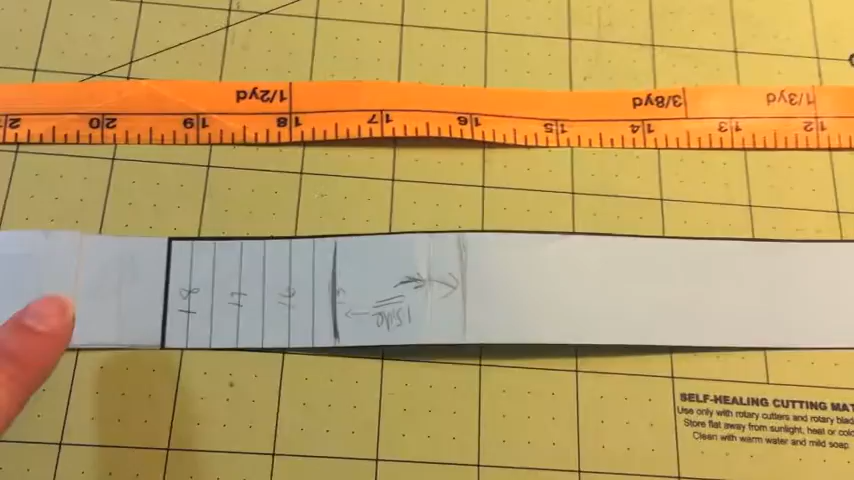 1/3yd 3/8yd 1/2yd
12 13 14 15 16 17 18 19 20
18 17 16
SELF-HEALING CUTTING MA
Use only with rotary cutters and rotary blad
Store flat from sunlight, heat or col
Clean with warm water and mild soap